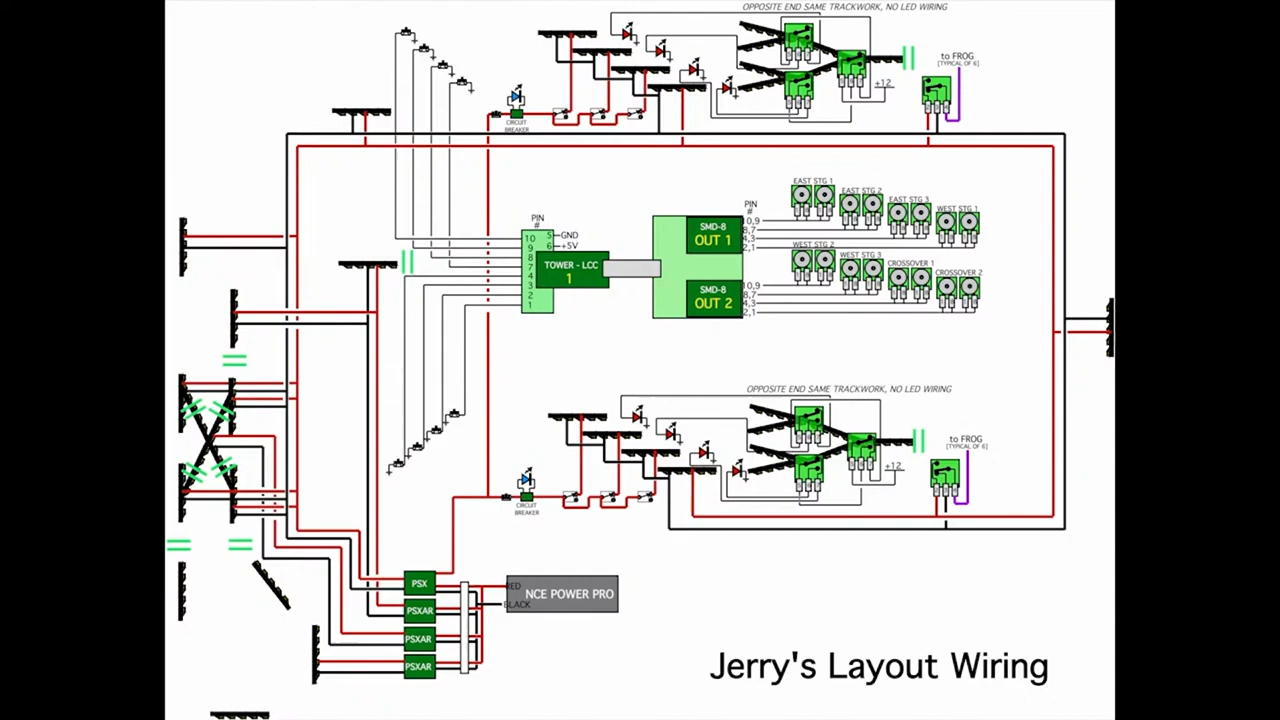 OPPOSITE END SAME TRACKWORK, NO LED WIRING
to FROG
[TYPICAL OF 6]
+12
CIRCUIT
BREAKER
EAST STG 1
EAST STG 2
EAST STG 3
WEST STG 1
PIN
#
10,9
8,7
4,3
2,1
SMD-8
OUT 1
PIN
#
10
9
8
7
4
3
2
1
5 GND
6 +5V
TOWER - LCC
1
WEST STG 2
WEST STG 3
CROSSOVER 1
CROSSOVER 2
10,9
8,7
4,3
2,1
SMD-8
OUT 2
OPPOSITE END SAME TRACKWORK, NO LED WIRING
to FROG
[TYPICAL OF 6]
+12
CIRCUIT
BREAKER
PSX
PSXAR
PSXAR
PSXAR
RED
BLACK
NCE POWER PRO
Jerry's Layout Wiring